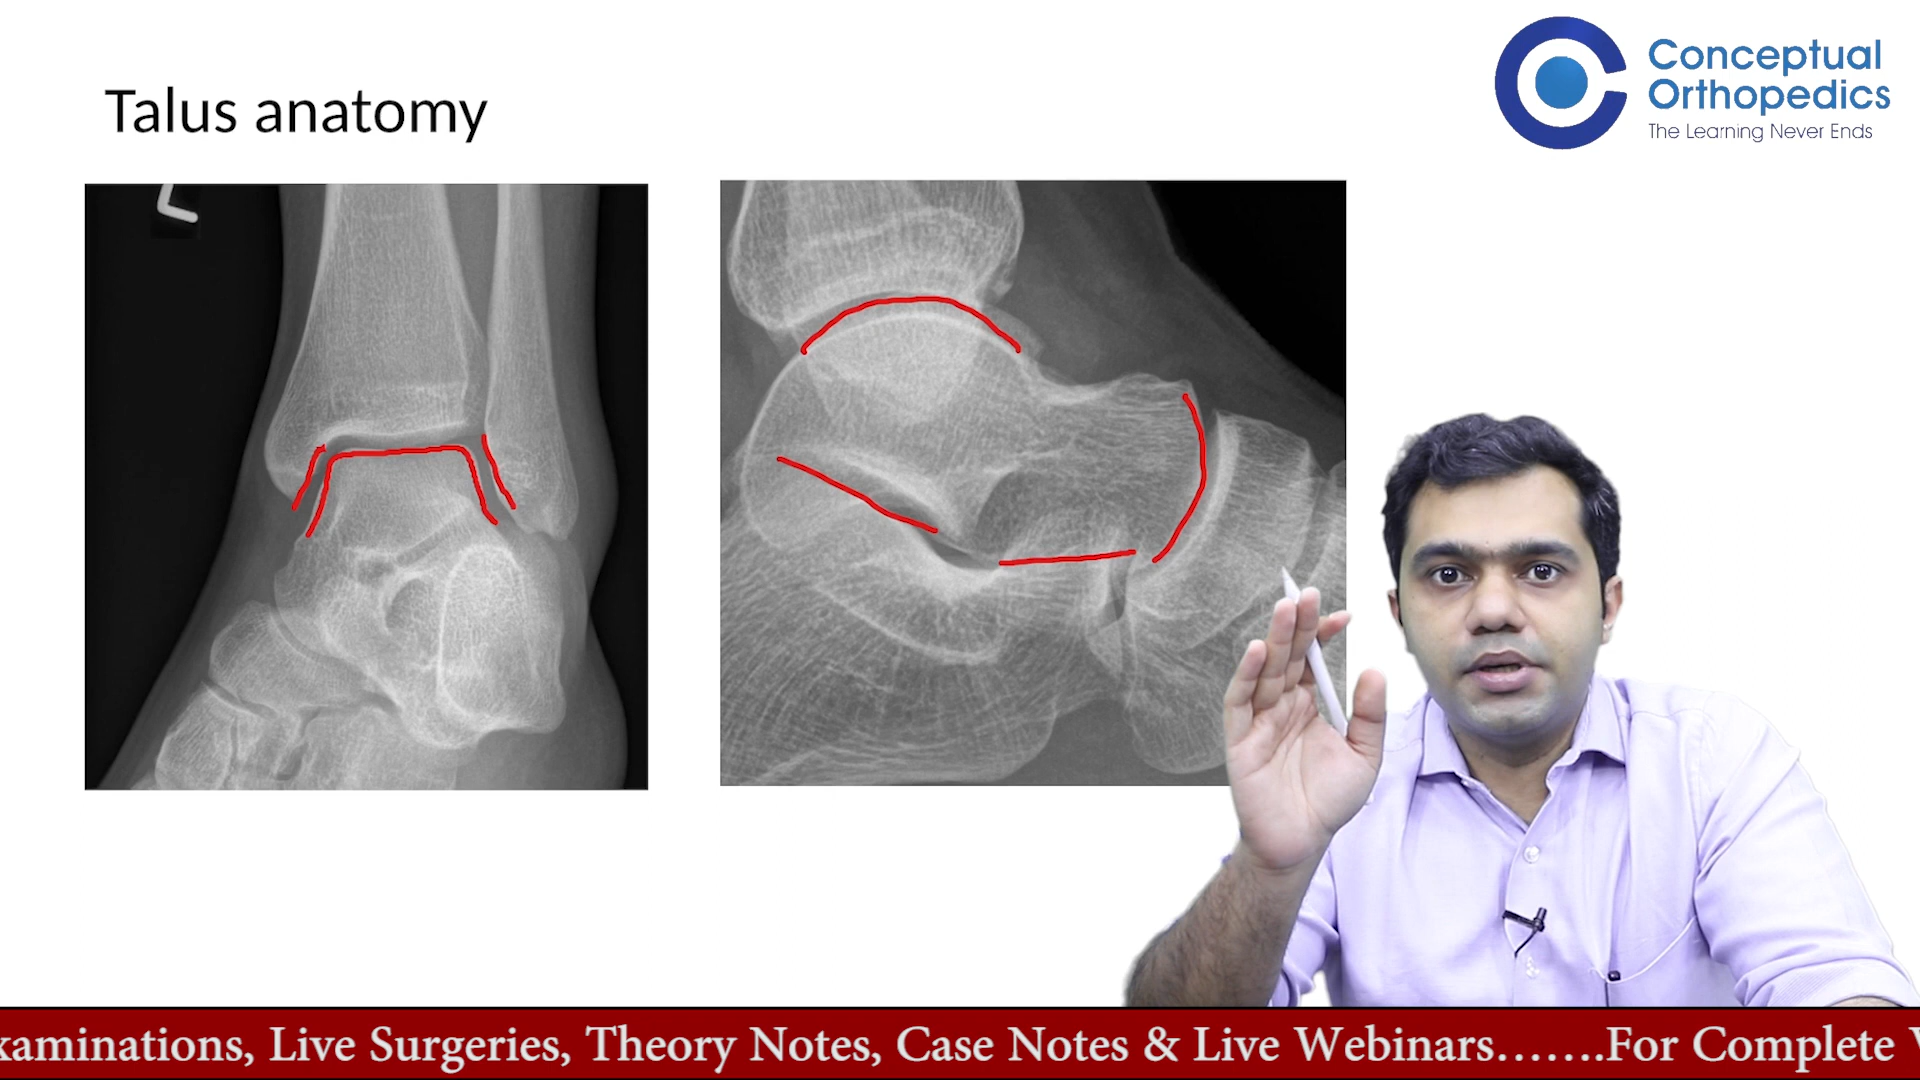 Talus anatomy
Conceptual
Orthopedics
The Learning Never Ends
L
xaminations, Live Surgeries, Theory Notes, Case Notes & Live Webinars.......For Complete